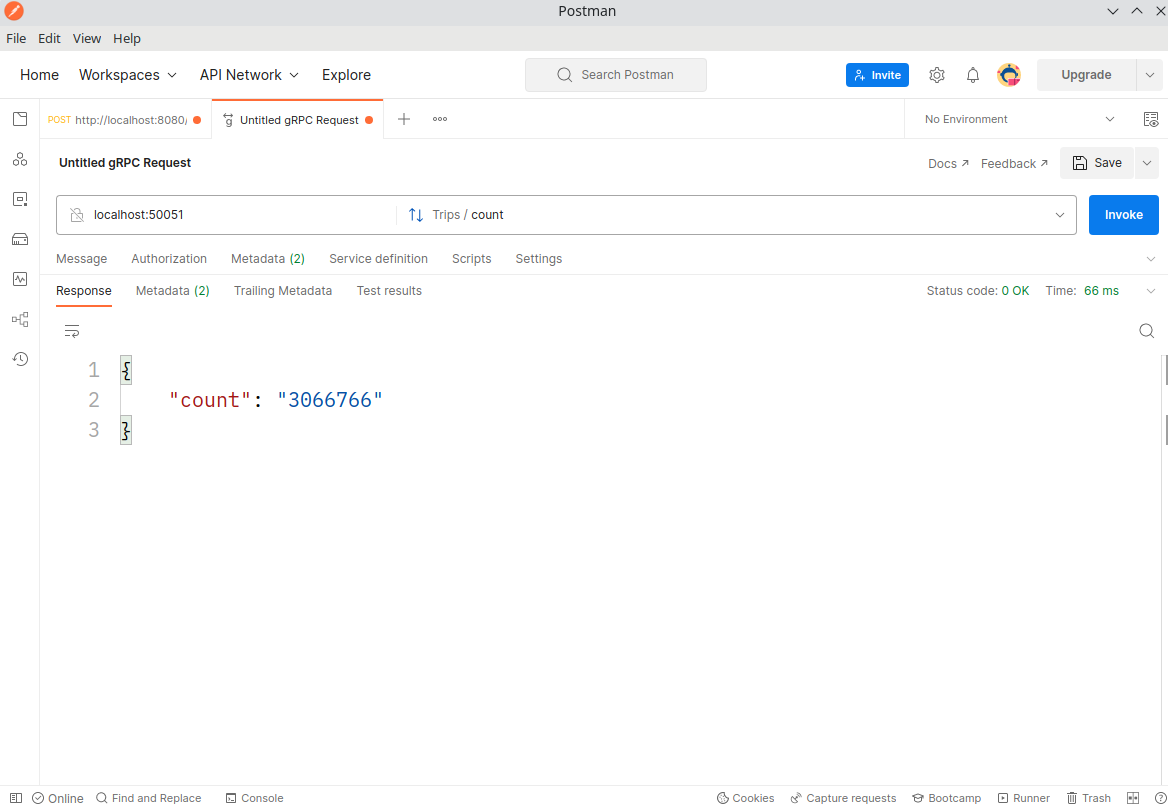 Postman
File Edit View Help
Home Workspaces API Network Explore Search Postman Invite Upgrade
POST http://localhost:8080/ Untitled gRPC Request No Environment
Untitled gRPC Request Docs Feedback Save
localhost:50051 Trips / count Invoke
Message Authorization Metadata (2) Service definition Scripts Settings
Response Metadata (2) Trailing Metadata Test results Status code: 0 OK Time: 66 ms
1 {
2 "count": "3066766"
3 }
Online Find and Replace Console Cookies Capture requests Bootcamp Runner Trash